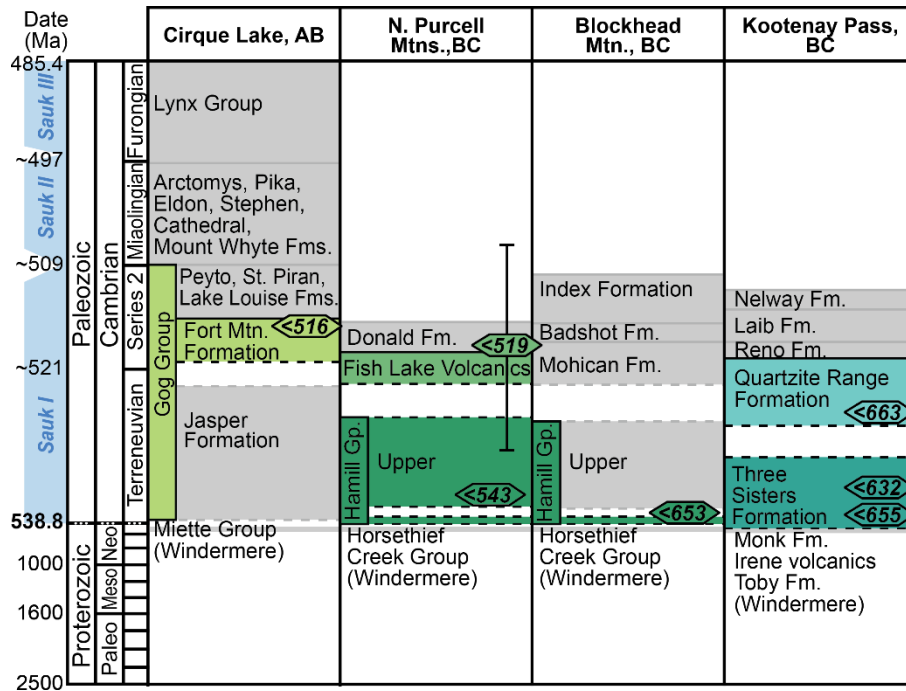 Date
(Ma)
Cirque Lake, AB
N. Purcell
Mtns.,BC
Blockhead
Mtn., BC
Kootenay Pass,
BC
485.4
~497
~509
~521
538.8
1000
1600
2500
Sauk III
Sauk II
Sauk I
Paleozoic
Proterozoic
Cambrian
Neo
Meso
Paleo
Furongian
Miaolingian
Series 2
Terreneuvian
Lynx Group
Arctomys, Pika,
Eldon, Stephen,
Cathedral,
Mount Whyte Fms.
Gog Group
Peyto, St. Piran,
Lake Louise Fms.
Fort Mtn.
Formation
<516
Jasper
Formation
Miette Group
(Windermere)
Donald Fm.
<519
Fish Lake Volcanics
Hamill Gp.
Upper
<543
Horsethief
Creek Group
(Windermere)
Index Formation
Badshot Fm.
Mohican Fm.
Hamill Gp.
Upper
<653
Horsethief
Creek Group
(Windermere)
Nelway Fm.
Laib Fm.
Reno Fm.
Quartzite Range
Formation
<663
Three
Sisters
Formation
<632
<655
Monk Fm.
Irene volcanics
Toby Fm.
(Windermere)